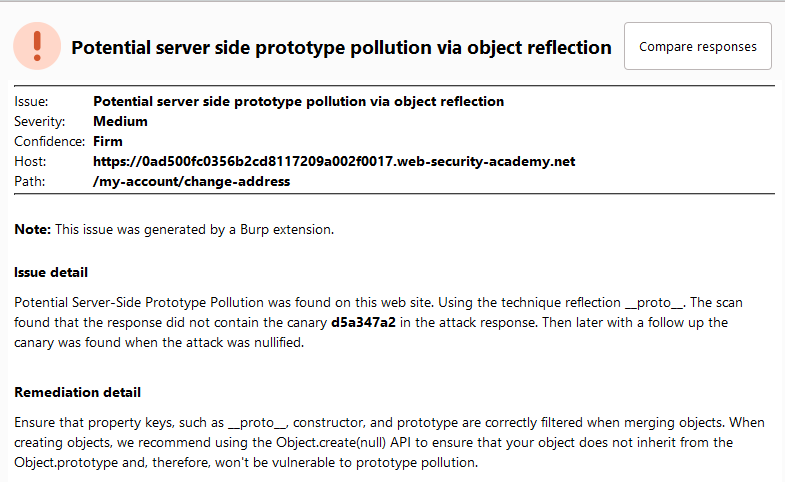 Potential server side prototype pollution via object reflection
Compare responses
Issue: Potential server side prototype pollution via object reflection
Severity: Medium
Confidence: Firm
Host: https://0ad500fc0356b2cd8117209a002f0017.web-security-academy.net
Path: /my-account/change-address
Note: This issue was generated by a Burp extension.
Issue detail
Potential Server-Side Prototype Pollution was found on this web site. Using the technique reflection __proto__. The scan
found that the response did not contain the canary d5a347a2 in the attack response. Then later with a follow up the
canary was found when the attack was nullified.
Remediation detail
Ensure that property keys, such as __proto__, constructor, and prototype are correctly filtered when merging objects. When
creating objects, we recommend using the Object.create(null) API to ensure that your object does not inherit from the
Object.prototype and, therefore, won't be vulnerable to prototype pollution.